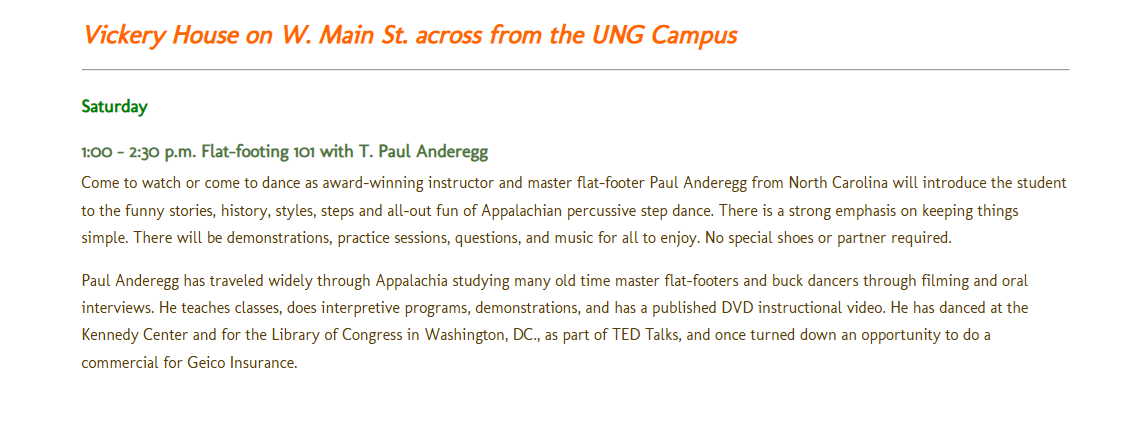 Vickery House on W. Main St. across from the UNG Campus
Saturday
1:00 - 2:30 p.m. Flat-footing 101 with T. Paul Anderegg
Come to watch or come to dance as award-winning instructor and master flat-footer Paul Anderegg from North Carolina will introduce the student
to the funny stories, history, styles, steps and all-out fun of Appalachian percussive step dance. There is a strong emphasis on keeping things
simple. There will be demonstrations, practice sessions, questions, and music for all to enjoy. No special shoes or partner required.
Paul Anderegg has traveled widely through Appalachia studying many old time master flat-footers and buck dancers through filming and oral
interviews. He teaches classes, does interpretive programs, demonstrations, and has a published DVD instructional video. He has danced at the
Kennedy Center and for the Library of Congress in Washington, DC., as part of TED Talks, and once turned down an opportunity to do a
commercial for Geico Insurance.